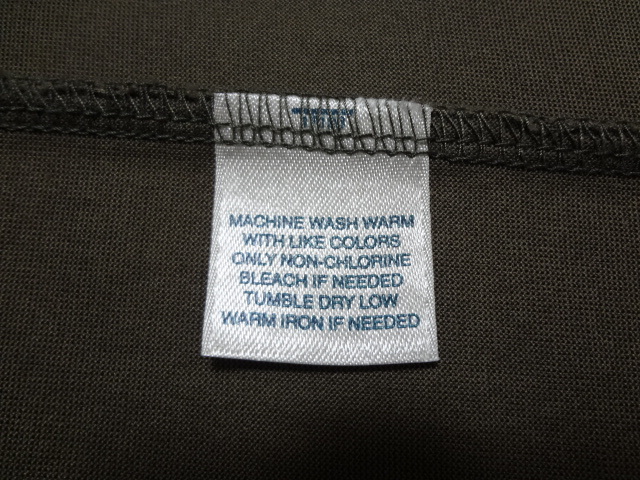 MACHINE WASH WARM
WITH LIKE COLORS
ONLY NON-CHLORINE
BLEACH IF NEEDED
TUMBLE DRY LOW
WARM IRON IF NEEDED